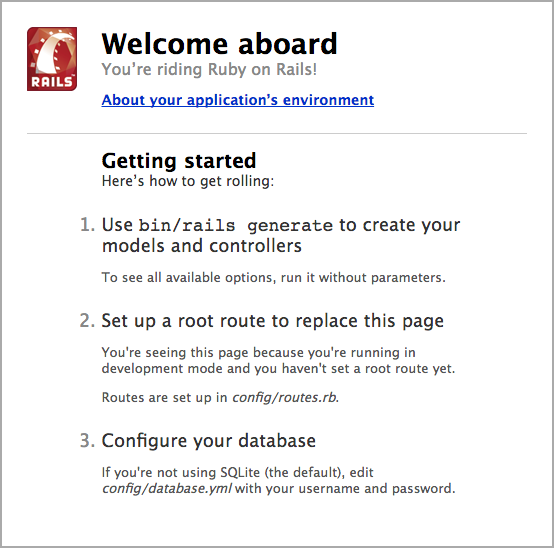 RAILS
Welcome aboard
You’re riding Ruby on Rails!
About your application’s environment
Getting started
Here’s how to get rolling:
1. Use bin/rails generate to create your
models and controllers
To see all available options, run it without parameters.
2. Set up a root route to replace this page
You're seeing this page because you're running in
development mode and you haven't set a root route yet.
Routes are set up in config/routes.rb.
3. Configure your database
If you're not using SQLite (the default), edit
config/database.yml with your username and password.